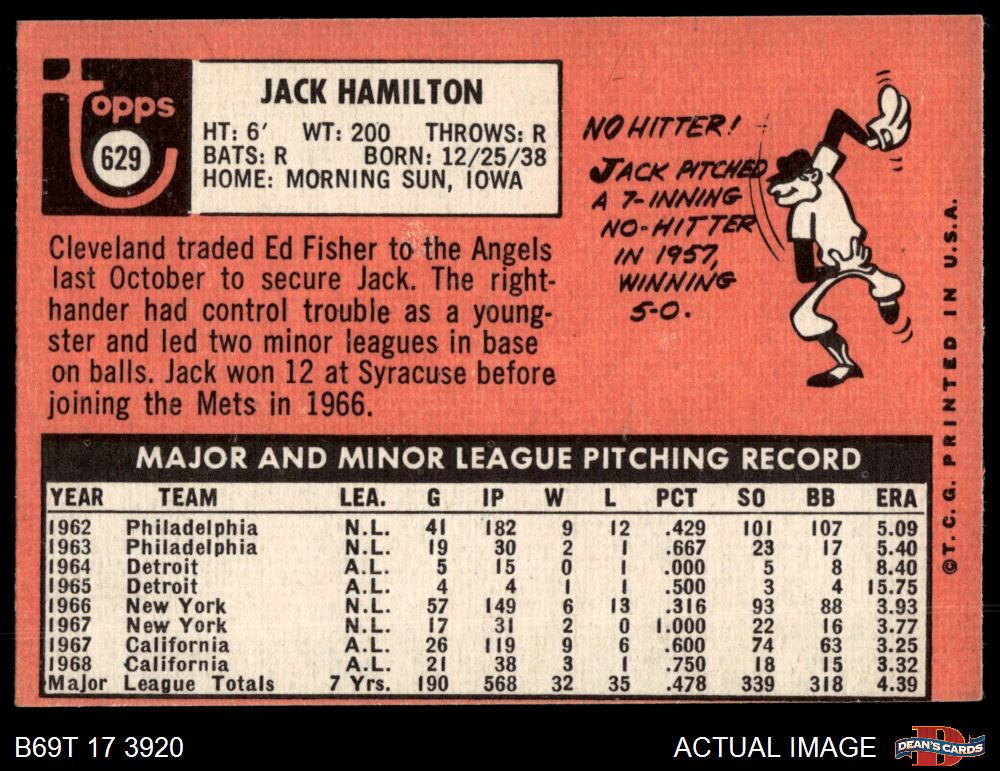 topps
629
JACK HAMILTON
HT: 6' WT: 200 THROWS: R
BATS: R BORN: 12/25/38
HOME: MORNING SUN, IOWA
NO HITTER!
JACK PITCHED
A 7-INNING
NO-HITTER
IN 1957,
WINNING
5-0.
Cleveland traded Ed Fisher to the Angels
last October to secure Jack. The right-
hander had control trouble as a young-
ster and led two minor leagues in base
on balls. Jack won 12 at Syracuse before
joining the Mets in 1966.
©T. C. G. PRINTED IN U.S.A.
MAJOR AND MINOR LEAGUE PITCHING RECORD
YEAR TEAM LEA. G IP W L PCT SO BB ERA
1962 Philadelphia N.L. 41 182 9 12 .429 101 107 5.09
1963 Philadelphia N.L. 19 30 2 1 .667 23 17 5.40
1964 Detroit A.L. 5 15 0 1 .000 5 8 8.40
1965 Detroit A.L. 4 4 1 1 .500 3 4 15.75
1966 New York N.L. 57 149 6 13 .316 93 88 3.93
1967 New York N.L. 17 31 2 0 1.000 22 16 3.77
1967 California A.L. 26 119 9 6 .600 74 63 3.25
1968 California A.L. 21 38 3 1 .750 18 15 3.32
Major League Totals 7 Yrs. 190 568 32 35 .478 339 318 4.39
B69T 17 3920
ACTUAL IMAGE
D
DEAN'S CARDS